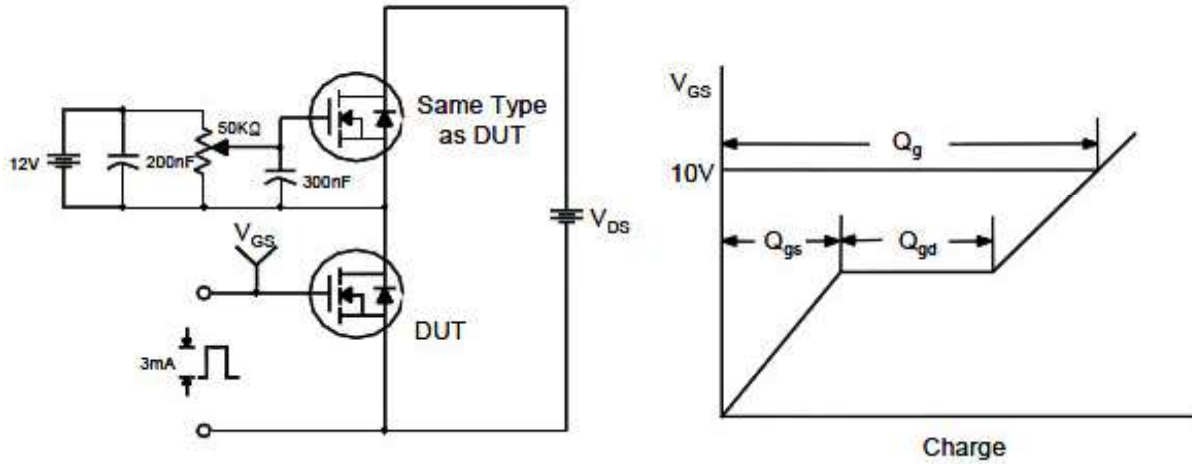 12V
200nF
50KΩ
300nF
Same Type
as DUT
V_GS
DUT
3mA
V_DS
V_GS
10V
Q_g
Q_gs
Q_gd
Charge